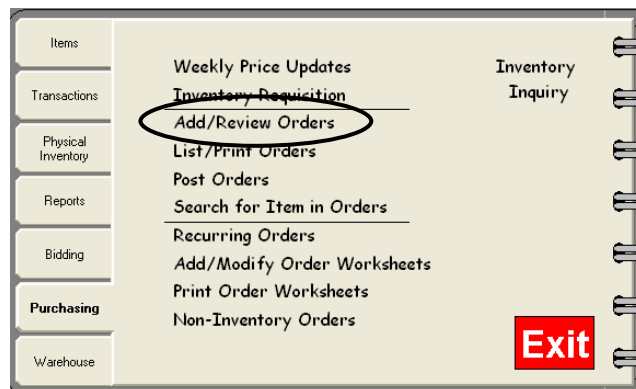 Items
Transactions
Physical
Inventory
Reports
Bidding
Purchasing
Warehouse
Weekly Price Updates
Inventory Requisition
Add/Review Orders
List/Print Orders
Post Orders
Search for Item in Orders
Recurring Orders
Add/Modify Order Worksheets
Print Order Worksheets
Non-Inventory Orders
Inventory
Inquiry
Exit